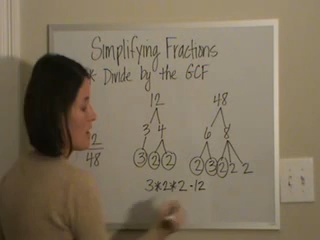 Simplifying Fractions
* Divide by the GCF
12 48
3 4 6 8
2
48
3 2 2 2 3 2 2 2
3*2*2=12